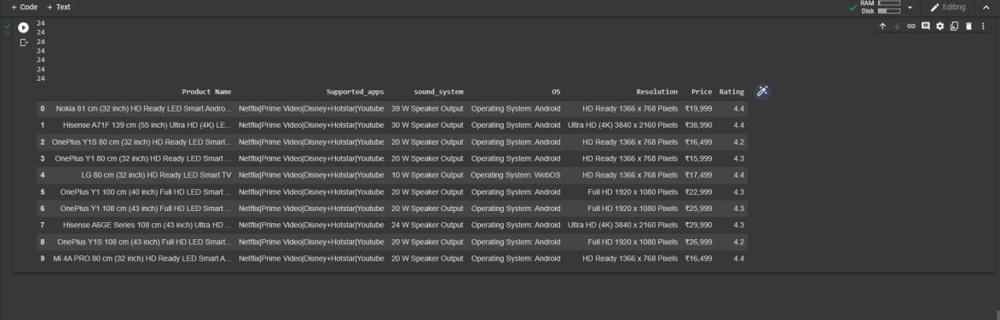 + Code + Text
RAM
Disk
Editing
24
24
24
24
24
24
24
Product Name Supported_apps sound_system OS Resolution Price Rating
0 Nokia 81 cm (32 inch) HD Ready LED Smart Andro... Netflix|Prime Video|Disney+Hotstar|Youtube 39 W Speaker Output Operating System: Android HD Ready 1366 x 768 Pixels ₹19,999 4.4
1 Hisense A71F 139 cm (55 inch) Ultra HD (4K) LE... Netflix|Prime Video|Disney+Hotstar|Youtube 30 W Speaker Output Operating System: Android Ultra HD (4K) 3840 x 2160 Pixels ₹38,990 4.4
2 OnePlus Y1S 80 cm (32 inch) HD Ready LED Smart... Netflix|Prime Video|Disney+Hotstar|Youtube 20 W Speaker Output Operating System: Android HD Ready 1366 x 768 Pixels ₹16,499 4.2
3 OnePlus Y1 80 cm (32 inch) HD Ready LED Smart ... Netflix|Prime Video|Disney+Hotstar|Youtube 20 W Speaker Output Operating System: Android HD Ready 1366 x 768 Pixels ₹15,999 4.3
4 LG 80 cm (32 inch) HD Ready LED Smart TV Netflix|Prime Video|Disney+Hotstar|Youtube 10 W Speaker Output Operating System: WebOS HD Ready 1366 x 768 Pixels ₹17,499 4.3
5 OnePlus Y1 100 cm (40 inch) Full HD LED Smart ... Netflix|Prime Video|Disney+Hotstar|Youtube 20 W Speaker Output Operating System: Android Full HD 1920 x 1080 Pixels ₹22,999 4.3
6 OnePlus Y1 108 cm (43 inch) Full HD LED Smart ... Netflix|Prime Video|Disney+Hotstar|Youtube 20 W Speaker Output Operating System: Android Full HD 1920 x 1080 Pixels ₹25,999 4.3
7 Hisense A6GE Series 108 cm (43 inch) Ultra HD ... Netflix|Prime Video|Disney+Hotstar|Youtube 24 W Speaker Output Operating System: Android Ultra HD (4K) 3840 x 2160 Pixels ₹29,990 4.3
8 OnePlus Y1S 108 cm (43 inch) Full HD LED Smart... Netflix|Prime Video|Disney+Hotstar|Youtube 20 W Speaker Output Operating System: Android Full HD 1920 x 1080 Pixels ₹26,999 4.2
9 Mi 4A PRO 80 cm (32 inch) HD Ready LED Smart A... Netflix|Prime Video|Disney+Hotstar|Youtube 20 W Speaker Output Operating System: Android HD Ready 1366 x 768 Pixels ₹16,499 4.4